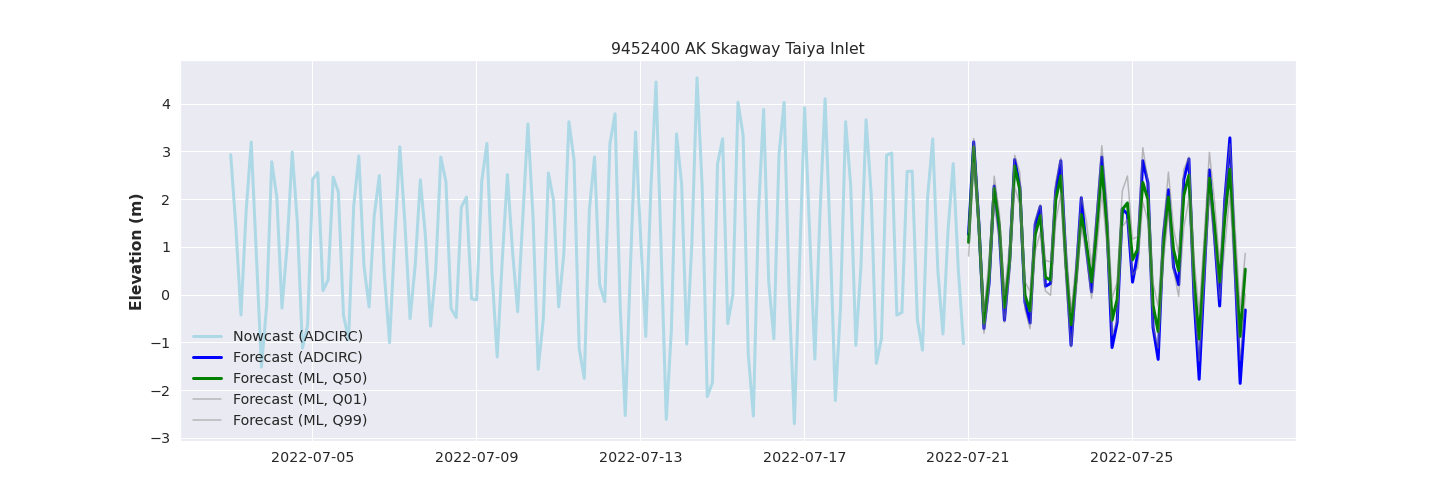 9452400 AK Skagway Taiya Inlet
Elevation (m)
4
3
2
1
0
−1
−2
−3
Nowcast (ADCIRC)
Forecast (ADCIRC)
Forecast (ML, Q50)
Forecast (ML, Q01)
Forecast (ML, Q99)
2022-07-05
2022-07-09
2022-07-13
2022-07-17
2022-07-21
2022-07-25